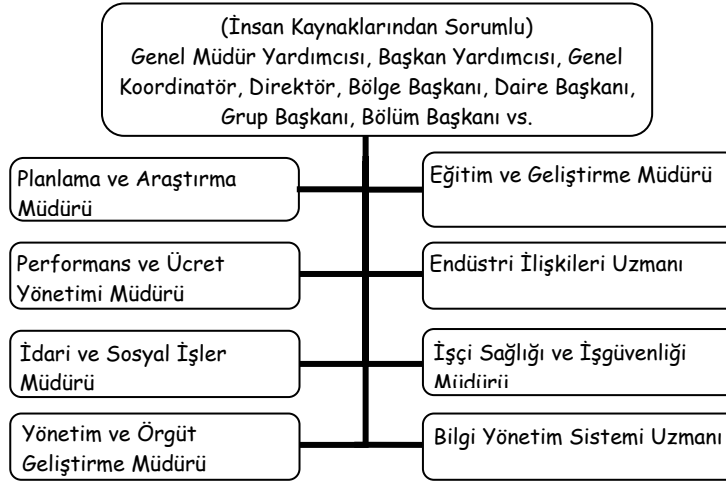 (İnsan Kaynaklarından Sorumlu)
Genel Müdür Yardımcısı, Başkan Yardımcısı, Genel
Koordinatör, Direktör, Bölge Başkanı, Daire Başkanı,
Grup Başkanı, Bölüm Başkanı vs.
Planlama ve Araştırma
Müdürü
Eğitim ve Geliştirme Müdürü
Performans ve Ücret
Yönetimi Müdürü
Endüstri İlişkileri Uzmanı
İdari ve Sosyal İşler
Müdürü
İşçi Sağlığı ve İşgüvenliği
Müdürü
Yönetim ve Örgüt
Geliştirme Müdürü
Bilgi Yönetim Sistemi Uzmanı